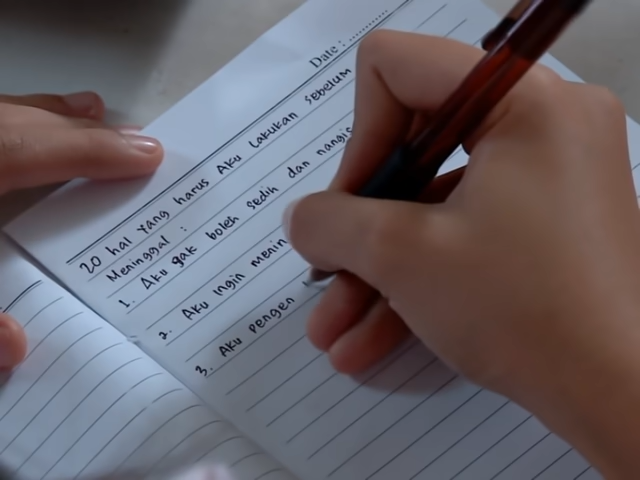 Date : ..............
20 hal yang harus Aku Lakukan sebelum
Meninggal :
1. Aku gak boleh sedih dan nangis
2. Aku Ingin menin
3. Aku pengen